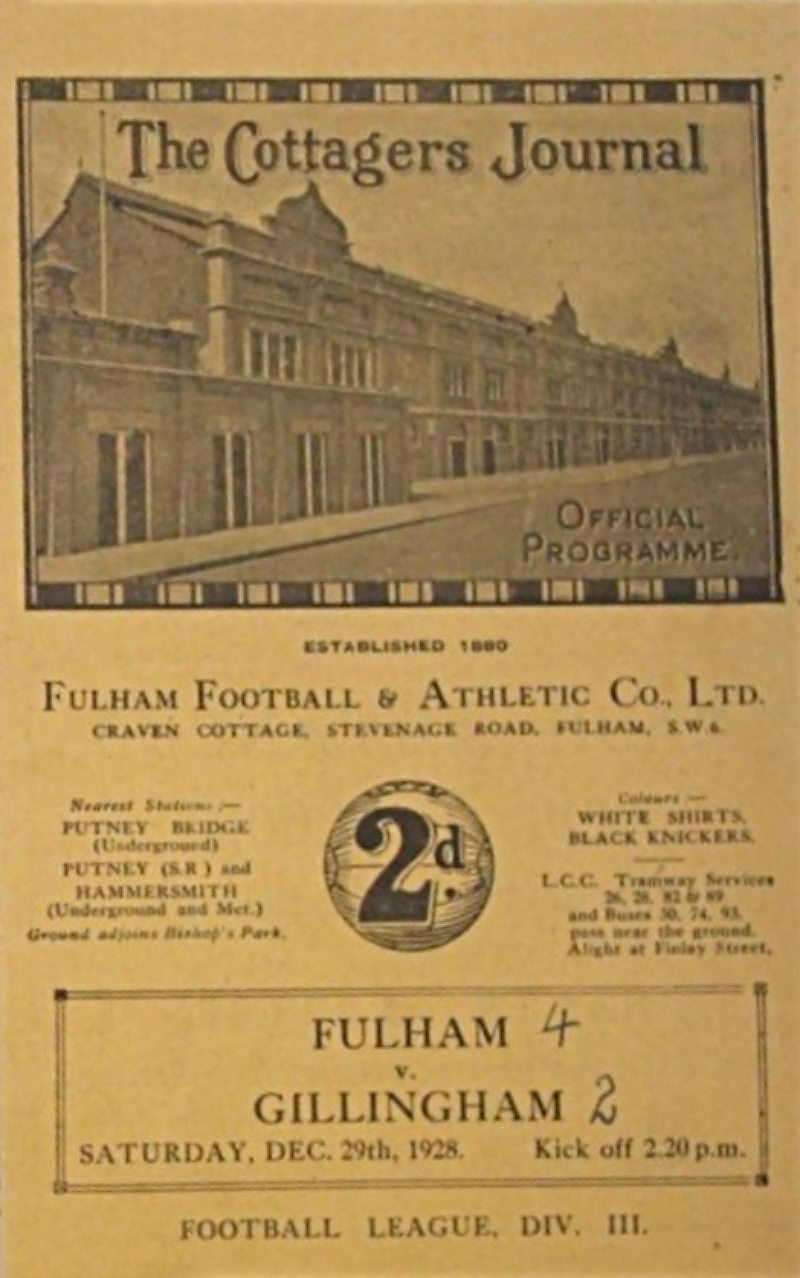 The Cottagers Journal
OFFICIAL
PROGRAMME.
ESTABLISHED 1880
FULHAM FOOTBALL & ATHLETIC CO., LTD.
CRAVEN COTTAGE, STEVENAGE ROAD, FULHAM, S.W.6.
Nearest Stations :—
PUTNEY BRIDGE
(Underground)
PUTNEY (S.R.) and
HAMMERSMITH
(Underground and Met.)
Ground adjoins Bishop's Park.
2d.
Colours :—
WHITE SHIRTS,
BLACK KNICKERS.
L.C.C. Tramway Services
26, 28, 82 & 89
and Buses 30, 74, 93,
pass near the ground.
Alight at Finlay Street.
FULHAM 4
v.
GILLINGHAM 2
SATURDAY, DEC. 29th, 1928. Kick off 2.20 p.m.
FOOTBALL LEAGUE, DIV. III.